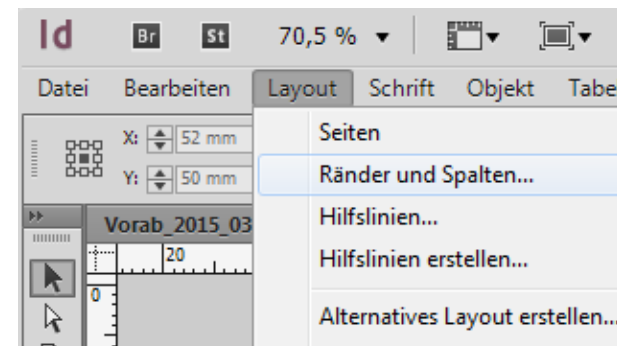 Id Br St 70,5 %
Datei Bearbeiten Layout Schrift Objekt Tabe
X: 52 mm
Y: 50 mm
Seiten
Ränder und Spalten...
Hilfslinien...
Hilfslinien erstellen...
Alternatives Layout erstellen...
Vorab_2015_03
20
0